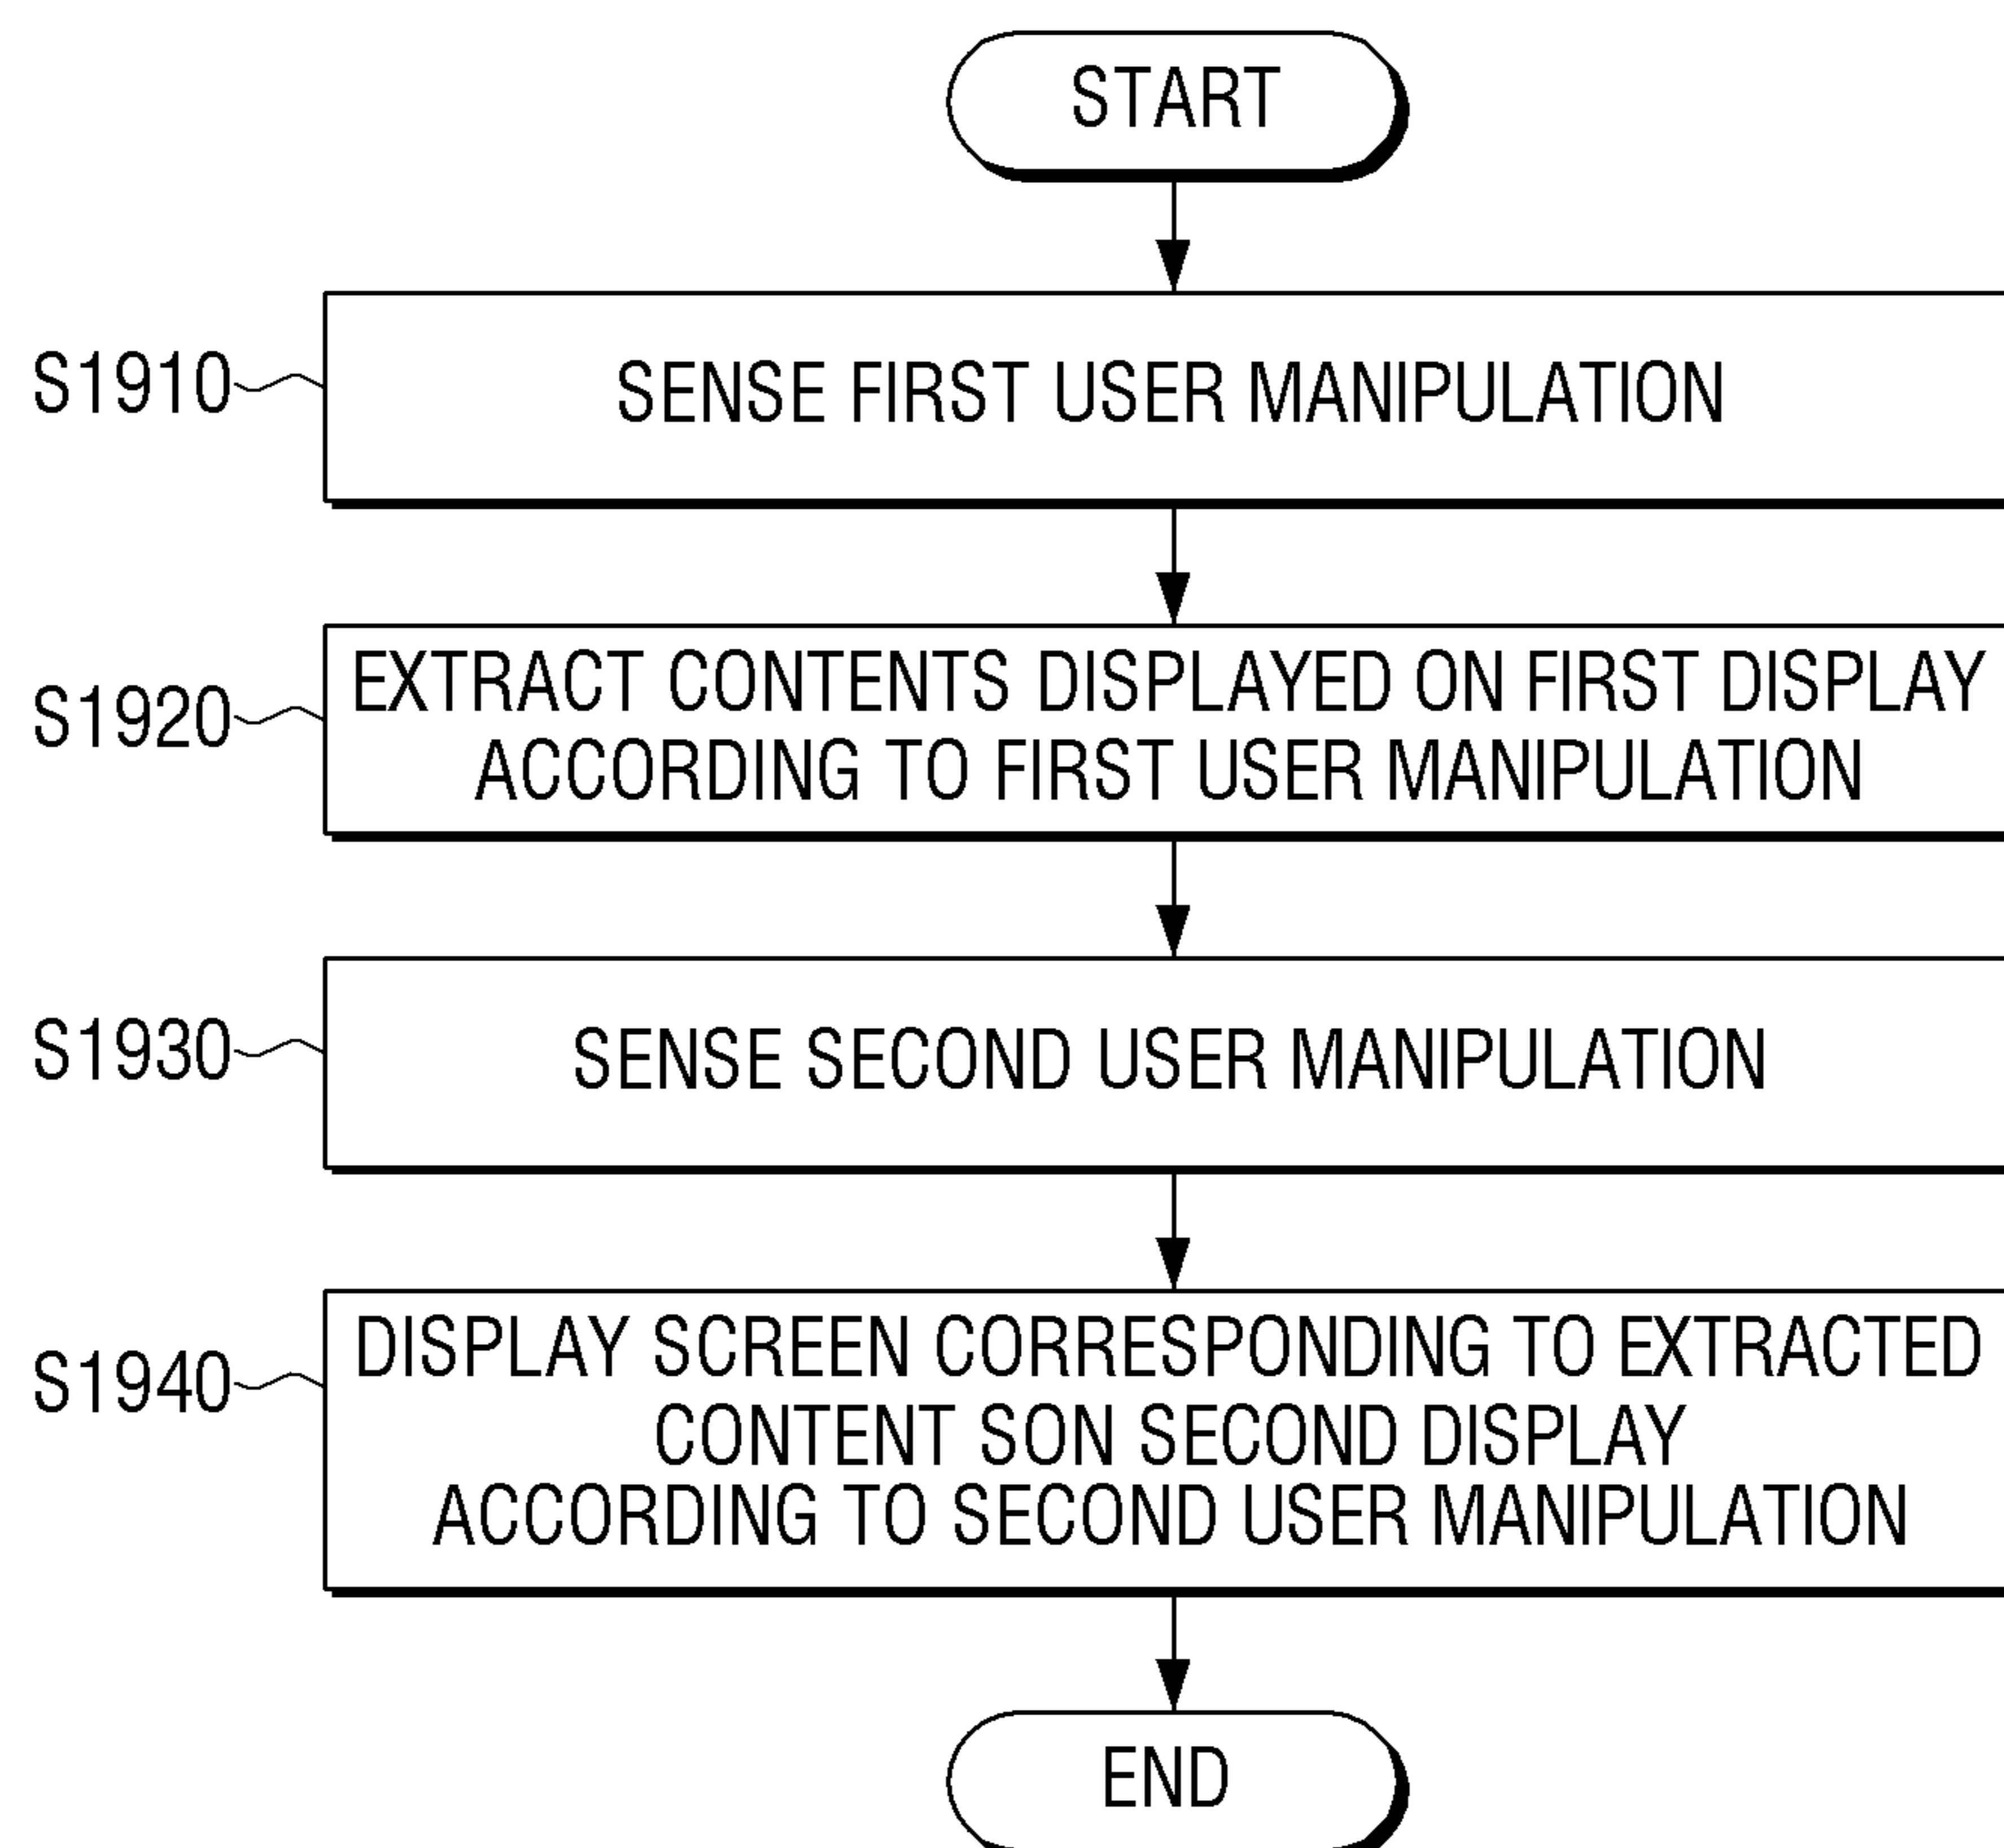 START
S1910
SENSE FIRST USER MANIPULATION
S1920
EXTRACT CONTENTS DISPLAYED ON FIRST DISPLAY
ACCORDING TO FIRST USER MANIPULATION
S1930
SENSE SECOND USER MANIPULATION
S1940
DISPLAY SCREEN CORRESPONDING TO EXTRACTED
CONTENT SON SECOND DISPLAY
ACCORDING TO SECOND USER MANIPULATION
END